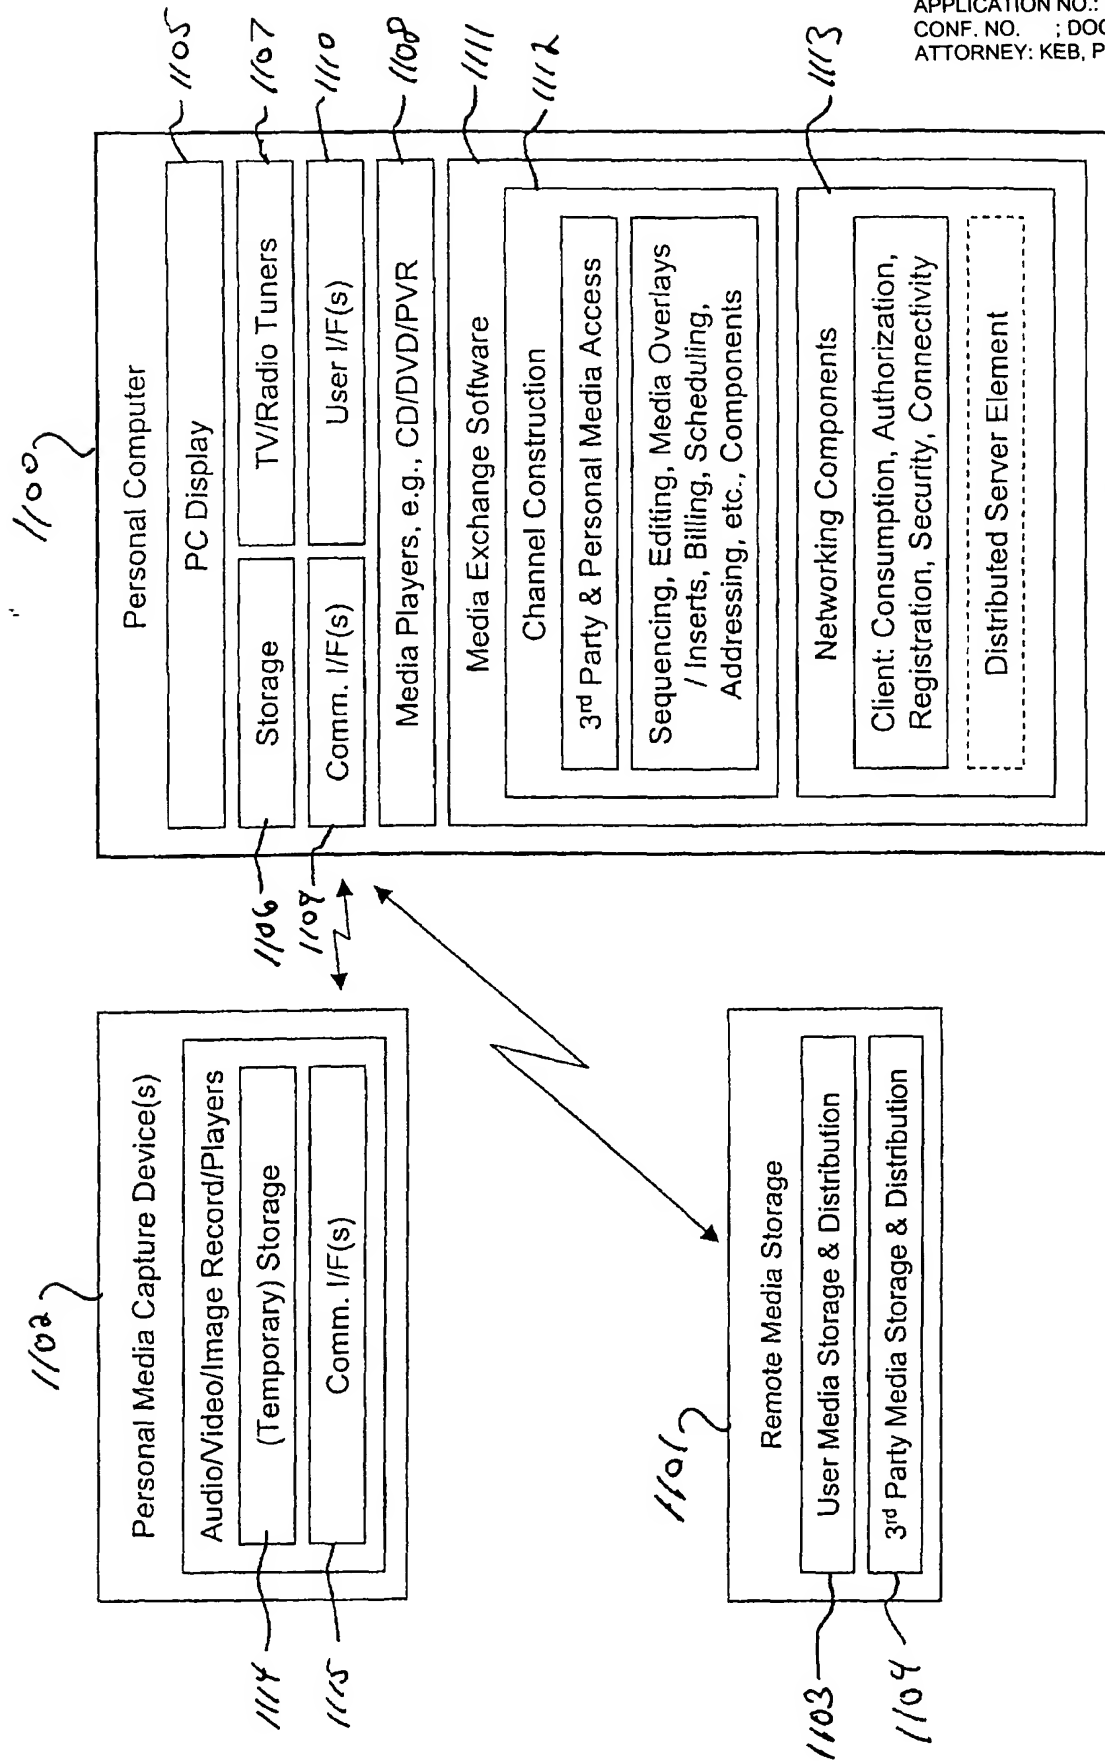 APPLICATION NO.:
CONF. NO. ; DOC
ATTORNEY: KEB, P
1100
Personal Computer
1105
PC Display
1106
Storage
1107
TV/Radio Tuners
1109
Comm. I/F(s)
1110
User I/F(s)
1108
Media Players, e.g., CD/DVD/PVR
1111
Media Exchange Software
1112
Channel Construction
3rd Party & Personal Media Access
Sequencing, Editing, Media Overlays
/ Inserts, Billing, Scheduling,
Addressing, etc., Components
1113
Networking Components
Client: Consumption, Authorization,
Registration, Security, Connectivity
Distributed Server Element
1102
Personal Media Capture Device(s)
Audio/Video/Image Record/Players
1114
(Temporary) Storage
1115
Comm. I/F(s)
1101
Remote Media Storage
1103
User Media Storage & Distribution
1104
3rd Party Media Storage & Distribution